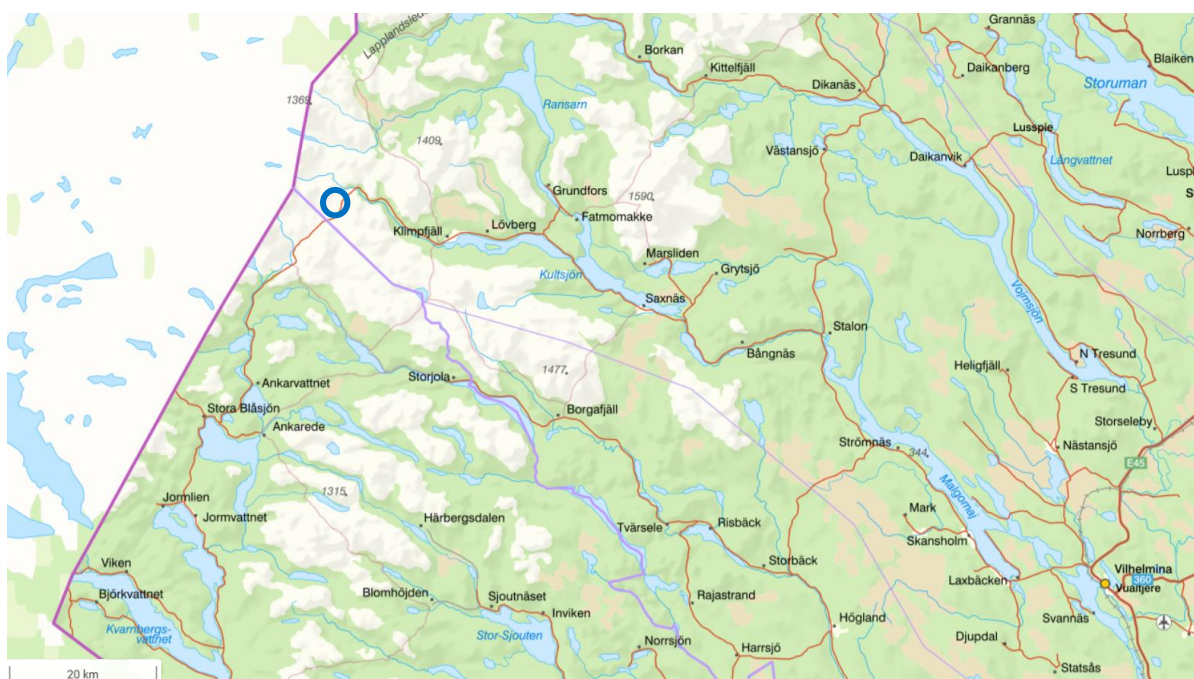 Grannäs
Lapplandsleden
Borkan
Blaiken
Kittelfjäll
Daikanberg
Dikanäs
Storuman
1369
Ransarn
Lusspie
1409
Västansjö
Daikanvik
Långvattnet
Luspi
Grundfors
1590
S
Fatmomakke
Klimpfjäll
Lövberg
Norrberg
Marsliden
Kultsjön
Grytsjö
Vojmsjön
Saxnäs
Stalon
Bångnäs
N Tresund
Heligfjäll
1477
Storjola
S Tresund
Ankarvattnet
Stora Blåsjön
Borgafjäll
Storseleby
Ankarede
Strömnäs
Nästansjö
344
E45
Malgomaj
1315
Jormlien
Jormvattnet
Härbergsdalen
Mark
Tvärsele
Risbäck
Skansholm
Viken
Storbäck
Vilhelmina
360
Laxbäcken
Vualtjere
Björkvattnet
Blomhöjden
Sjoutnäset
Rajastrand
Inviken
Högland
Svannäs
Kvarnbergs-
vattnet
Stor-Sjouten
Norrsjön
Djupdal
Harrsjö
Statsås
20 km